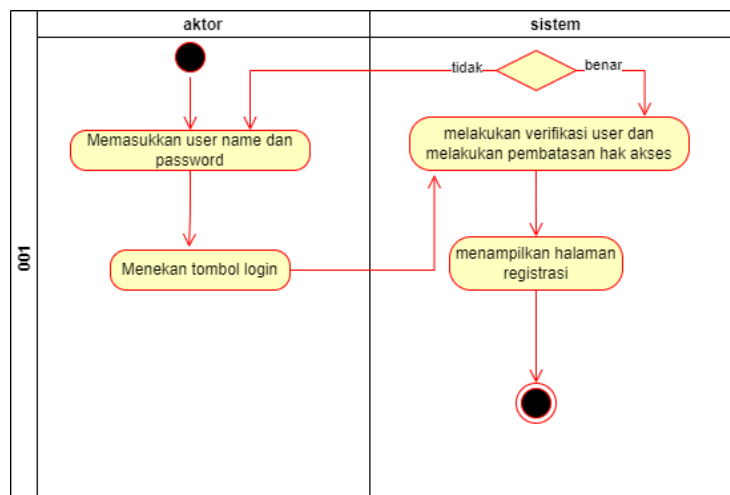 aktor
sistem
tidak
benar
Memasukkan user name dan
password
melakukan verifikasi user dan
melakukan pembatasan hak akses
001
Menekan tombol login
menampilkan halaman
registrasi